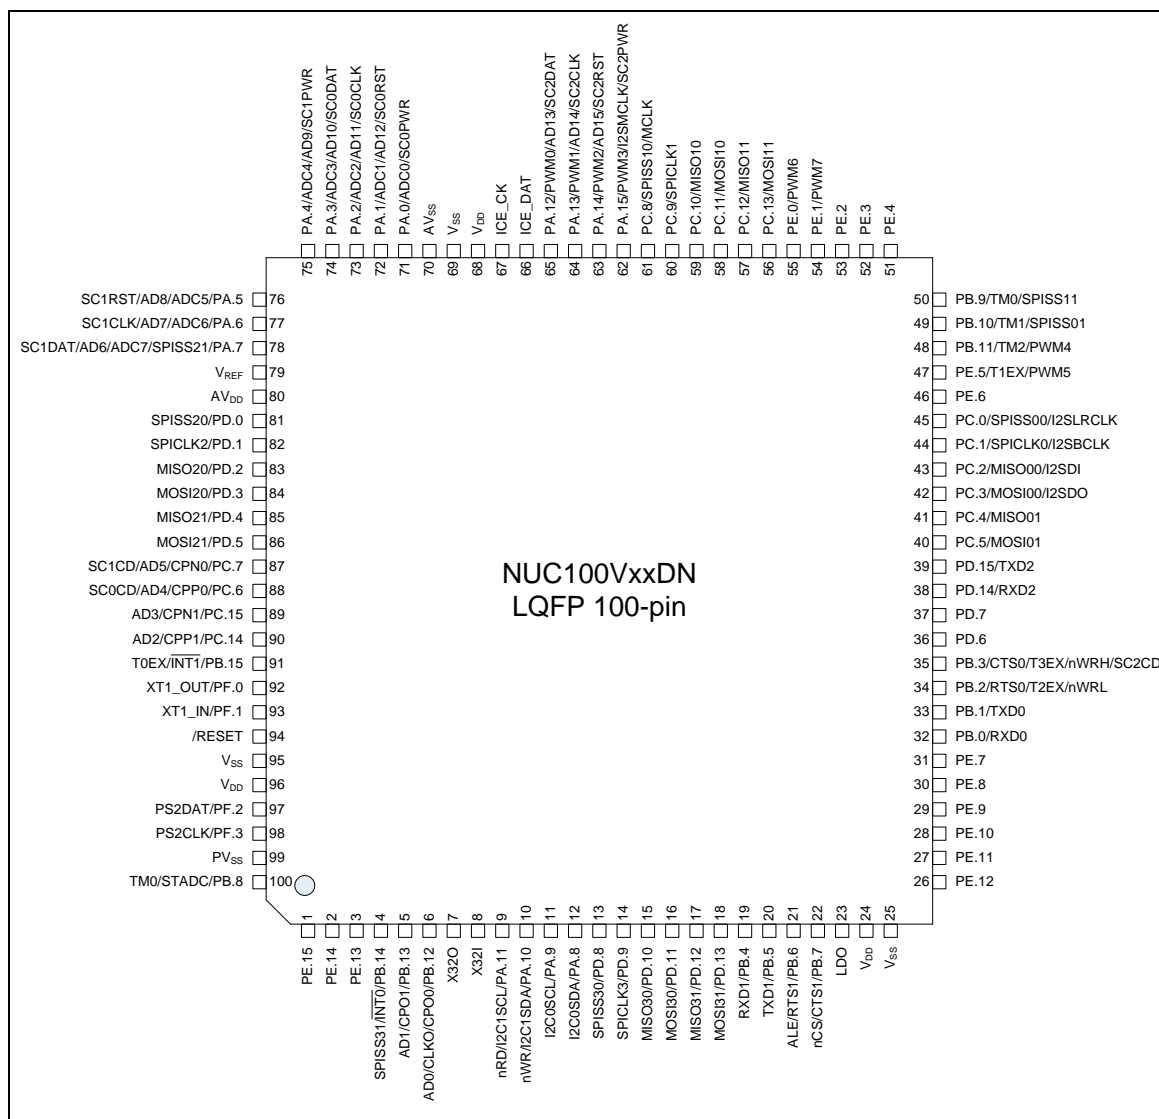 PA.4/ADC4/AD9/SC1PWR
PA.3/ADC3/AD10/SC0DAT
PA.2/ADC2/AD11/SC0CLK
PA.1/ADC1/AD12/SC0RST
PA.0/ADC0/SC0PWR
AVSS
VSS
VDD
ICE_CK
ICE_DAT
PA.12/PWM0/AD13/SC2DAT
PA.13/PWM1/AD14/SC2CLK
PA.14/PWM2/AD15/SC2RST
PA.15/PWM3/I2SMCLK/SC2PWR
PC.8/SPISS10/MCLK
PC.9/SPICLK1
PC.10/MISO10
PC.11/MOSI10
PC.12/MISO11
PC.13/MOSI11
PE.0/PWM6
PE.1/PWM7
PE.2
PE.3
PE.4
75 74 73 72 71 70 69 68 67 66 65 64 63 62 61 60 59 58 57 56 55 54 53 52 51
SC1RST/AD8/ADC5/PA.5 76
SC1CLK/AD7/ADC6/PA.6 77
SC1DAT/AD6/ADC7/SPISS21/PA.7 78
VREF 79
AVDD 80
SPISS20/PD.0 81
SPICLK2/PD.1 82
MISO20/PD.2 83
MOSI20/PD.3 84
MISO21/PD.4 85
MOSI21/PD.5 86
SC1CD/AD5/CPN0/PC.7 87
SC0CD/AD4/CPP0/PC.6 88
AD3/CPN1/PC.15 89
AD2/CPP1/PC.14 90
T0EX/INT1/PB.15 91
XT1_OUT/PF.0 92
XT1_IN/PF.1 93
/RESET 94
VSS 95
VDD 96
PS2DAT/PF.2 97
PS2CLK/PF.3 98
PVSS 99
TM0/STADC/PB.8 100
NUC100VxxDN
LQFP 100-pin
50 PB.9/TM0/SPISS11
49 PB.10/TM1/SPISS01
48 PB.11/TM2/PWM4
47 PE.5/T1EX/PWM5
46 PE.6
45 PC.0/SPISS00/I2SLRCLK
44 PC.1/SPICLK0/I2SBCLK
43 PC.2/MISO00/I2SDI
42 PC.3/MOSI00/I2SDO
41 PC.4/MISO01
40 PC.5/MOSI01
39 PD.15/TXD2
38 PD.14/RXD2
37 PD.7
36 PD.6
35 PB.3/CTS0/T3EX/nWRH/SC2CD
34 PB.2/RTS0/T2EX/nWRL
33 PB.1/TXD0
32 PB.0/RXD0
31 PE.7
30 PE.8
29 PE.9
28 PE.10
27 PE.11
26 PE.12
1 2 3 4 5 6 7 8 9 10 11 12 13 14 15 16 17 18 19 20 21 22 23 24 25
PE.15
PE.14
PE.13
SPISS31/INT0/PB.14
AD1/CPO1/PB.13
AD0/CLKO/CPO0/PB.12
X32O
X32I
nRD/I2C1SCL/PA.11
nWR/I2C1SDA/PA.10
I2C0SCL/PA.9
I2C0SDA/PA.8
SPISS30/PD.8
SPICLK3/PD.9
MISO30/PD.10
MOSI30/PD.11
MISO31/PD.12
MOSI31/PD.13
RXD1/PB.4
TXD1/PB.5
ALE/RTS1/PB.6
nCS/CTS1/PB.7
LDO
VDD
VSS